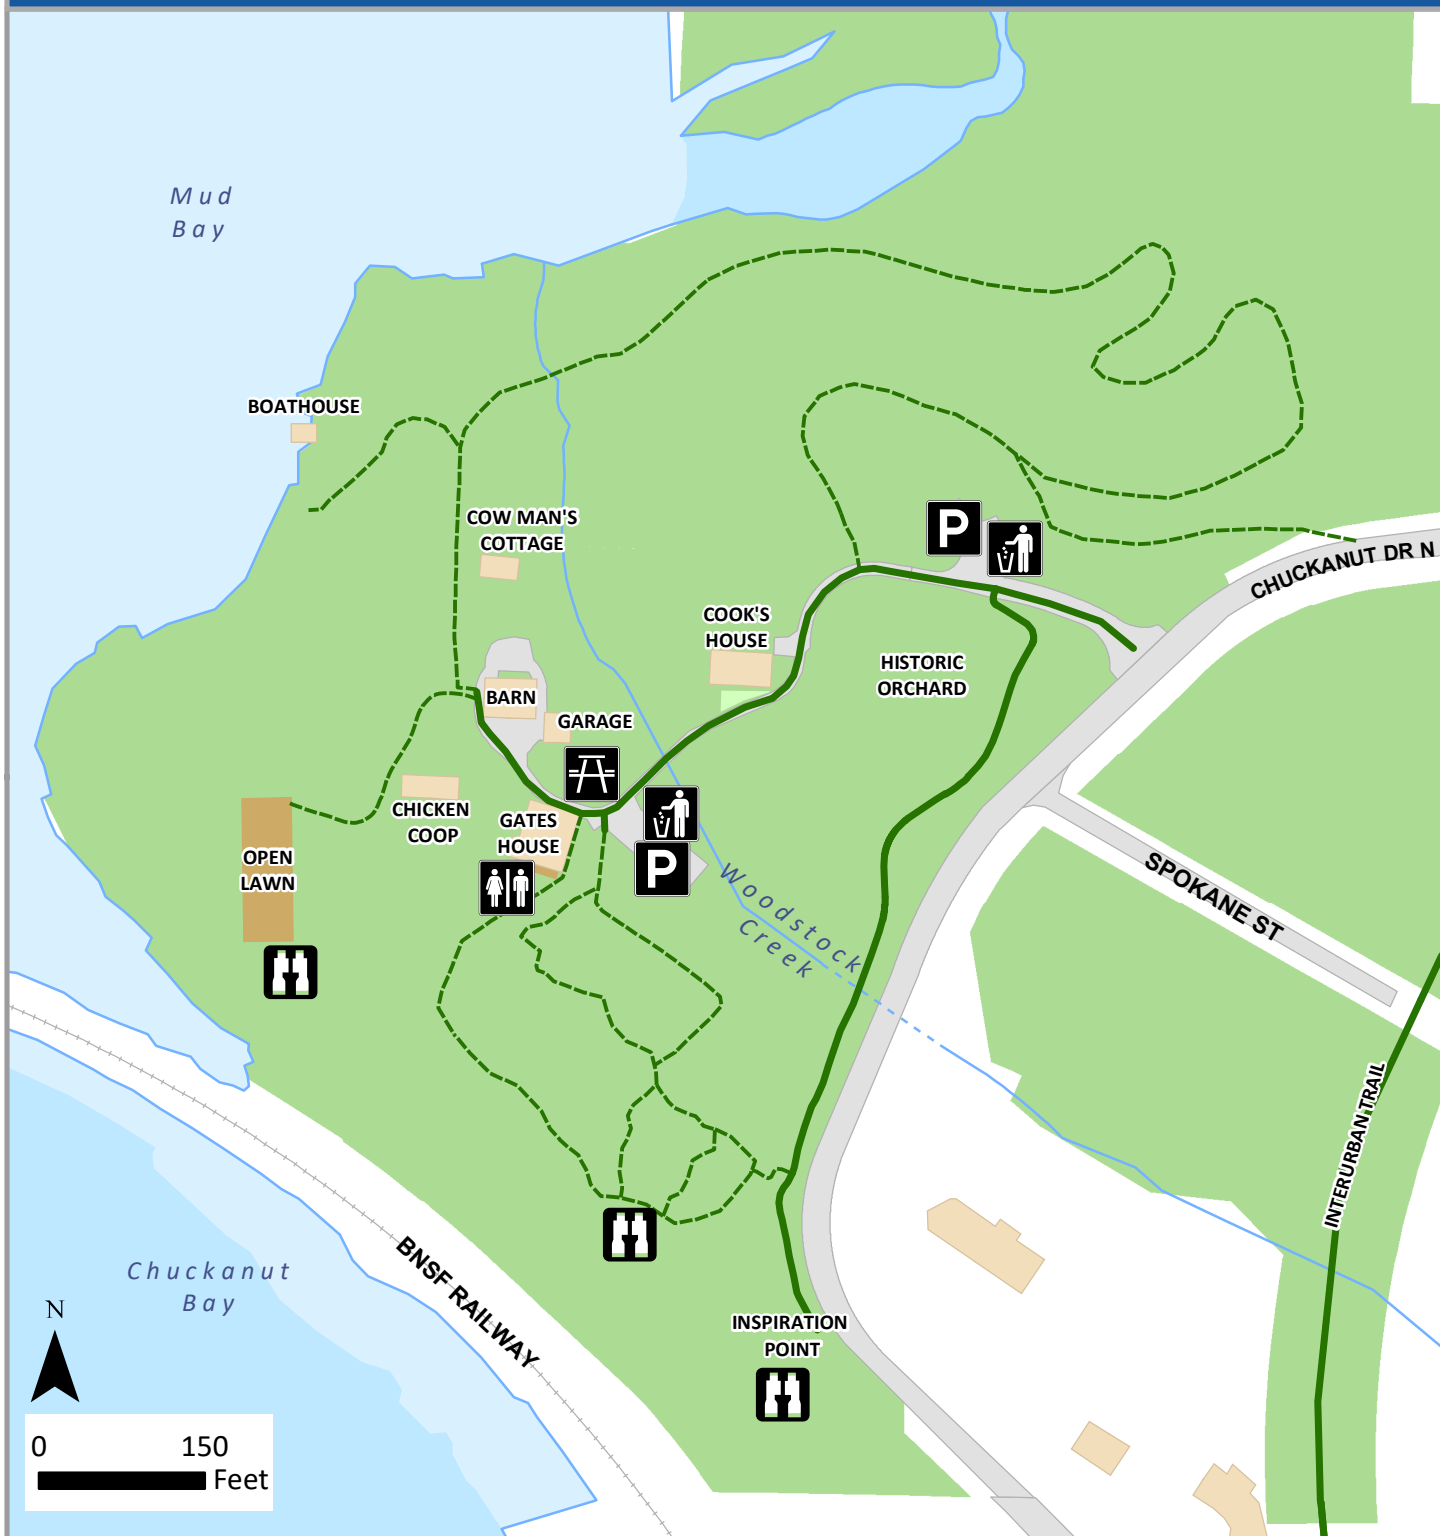 Mud
Bay
BOATHOUSE
COW MAN'S
COTTAGE
P
CHUCKANUT DR N
COOK'S
HOUSE
HISTORIC
ORCHARD
BARN
GARAGE
CHICKEN
COOP
GATES
HOUSE
P
OPEN
LAWN
Woodstock
Creek
SPOKANE ST
INTERURBAN TRAIL
Chuckanut
Bay
BNSF RAILWAY
INSPIRATION
POINT
N
0 150
Feet